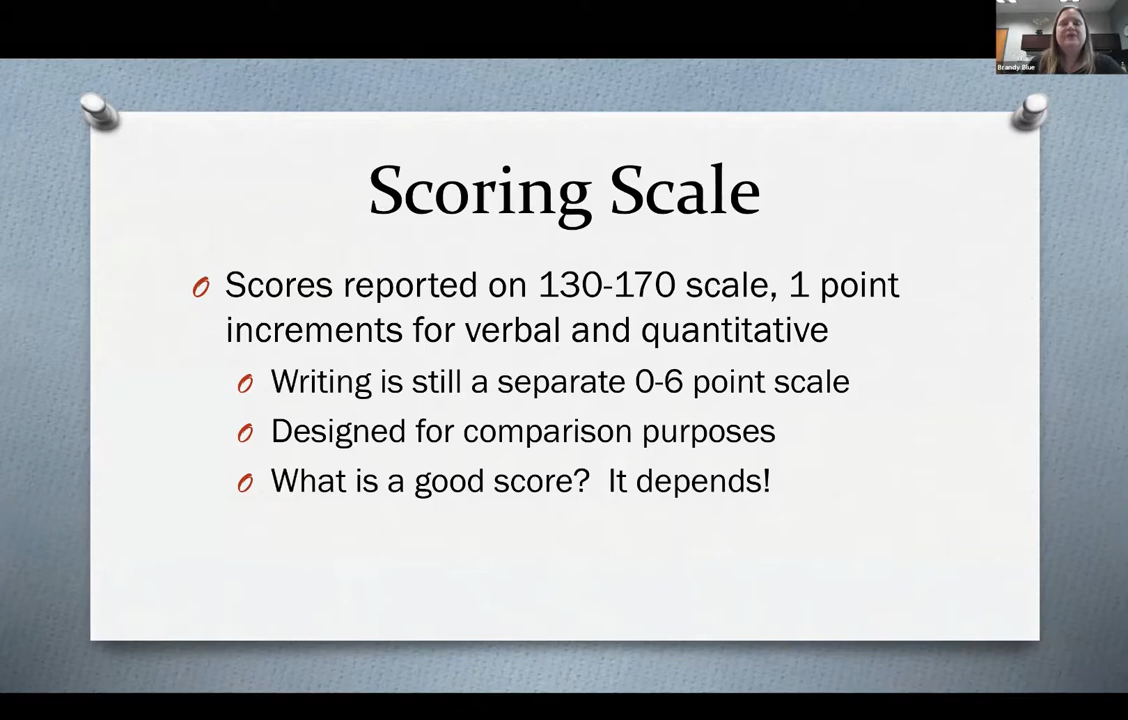 Brandy Blue
Scoring Scale
Scores reported on 130-170 scale, 1 point
increments for verbal and quantitative
Writing is still a separate 0-6 point scale
Designed for comparison purposes
What is a good score?  It depends!